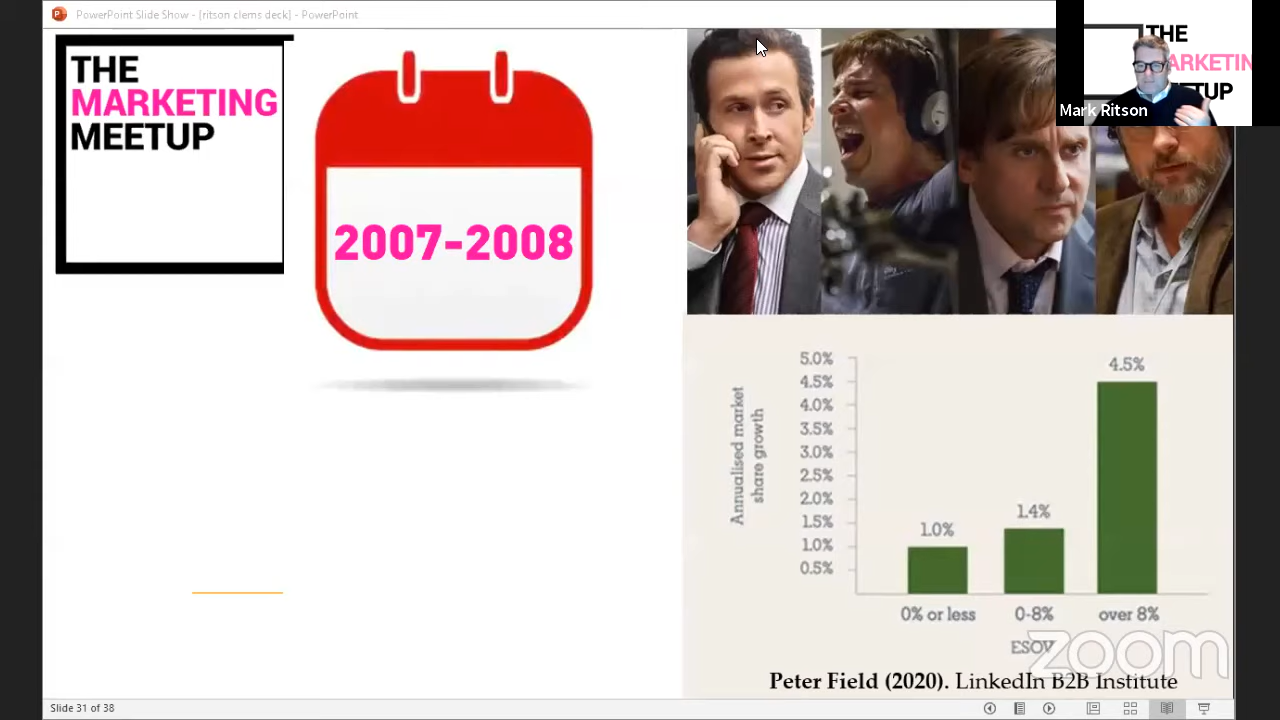 PowerPoint Slide Show - [ritson clems deck] - PowerPoint
THE
MARKETING
MEETUP
2007-2008
THE
ARKETIN
TUP
Mark Ritson
Annualised market
share growth
5.0%
4.5%
4.0%
3.5%
3.0%
2.5%
2.0%
1.5%
1.0%
0.5%
1.0%
1.4%
4.5%
0% or less
0-8%
over 8%
ESOV
zoom
Peter Field (2020). LinkedIn B2B Institute
Slide 31 of 38